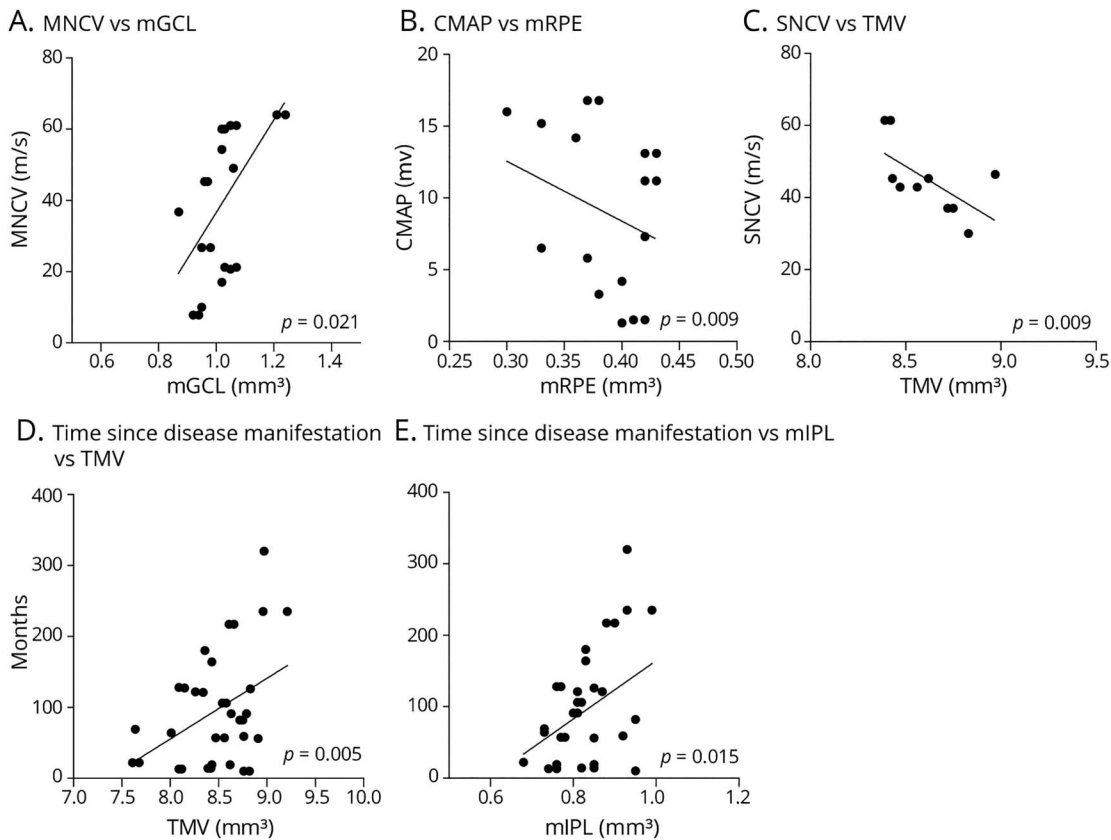 A. MNCV vs mGCL
MNCV (m/s)
80
60
40
20
0
0.6 0.8 1.0 1.2 1.4
mGCL (mm³)
p = 0.021
B. CMAP vs mRPE
CMAP (mv)
20
15
10
5
0
0.25 0.30 0.35 0.40 0.45 0.50
mRPE (mm³)
p = 0.009
C. SNCV vs TMV
SNCV (m/s)
80
60
40
20
0
8.0 8.5 9.0 9.5
TMV (mm³)
p = 0.009
D. Time since disease manifestation
vs TMV
Months
400
300
200
100
0
7.0 7.5 8.0 8.5 9.0 9.5 10.0
TMV (mm³)
p = 0.005
E. Time since disease manifestation vs mIPL
400
300
200
100
0
0.6 0.8 1.0 1.2
mIPL (mm³)
p = 0.015